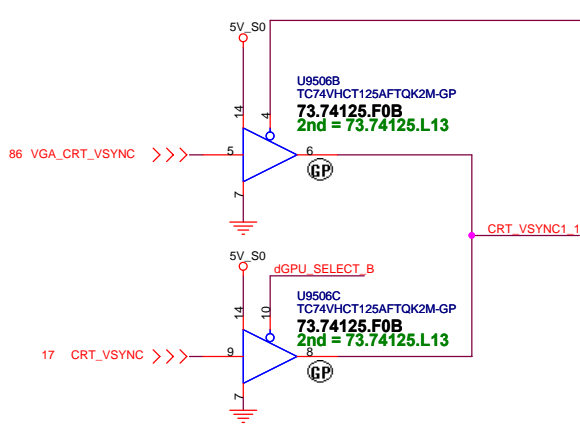 5V_S0
U9506B
TC74VHCT125AFTQK2M-GP
73.74125.F0B
2nd = 73.74125.L13
14
4
86 VGA_CRT_VSYNC
5
6
GP
7
CRT_VSYNC1_1
5V_S0
dGPU_SELECT_B
U9506C
TC74VHCT125AFTQK2M-GP
73.74125.F0B
2nd = 73.74125.L13
14
10
17 CRT_VSYNC
9
8
GP
7